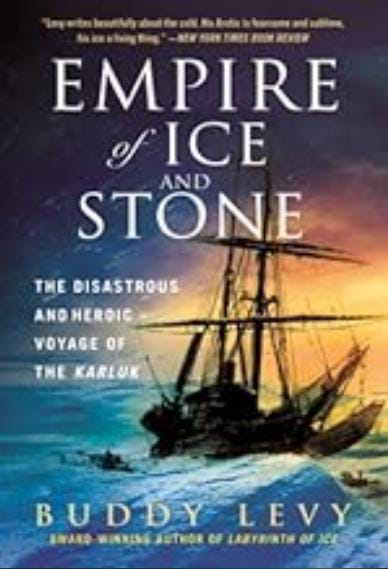 "Levy writes beautifully about the cold. His Arctic is fearsome and sublime,
his ice a living thing." —NEW YORK TIMES BOOK REVIEW
EMPIRE
of ICE
AND
STONE
THE DISASTROUS
AND HEROIC
VOYAGE OF
THE KARLUK
BUDDY LEVY
AWARD-WINNING AUTHOR OF LABYRINTH OF ICE